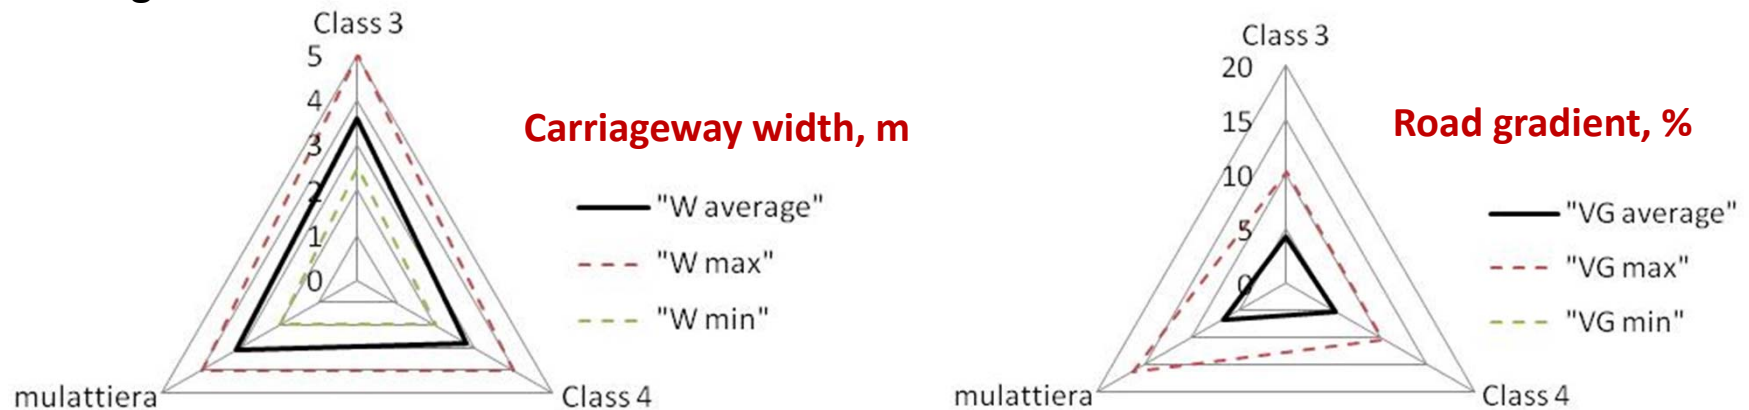 Class 3
5
4
3
2
1
0
mulattiera
Class 4
Carriageway width, m
"W average"
"W max"
"W min"
Class 3
20
15
10
5
0
mulattiera
Class 4
Road gradient, %
"VG average"
"VG max"
"VG min"